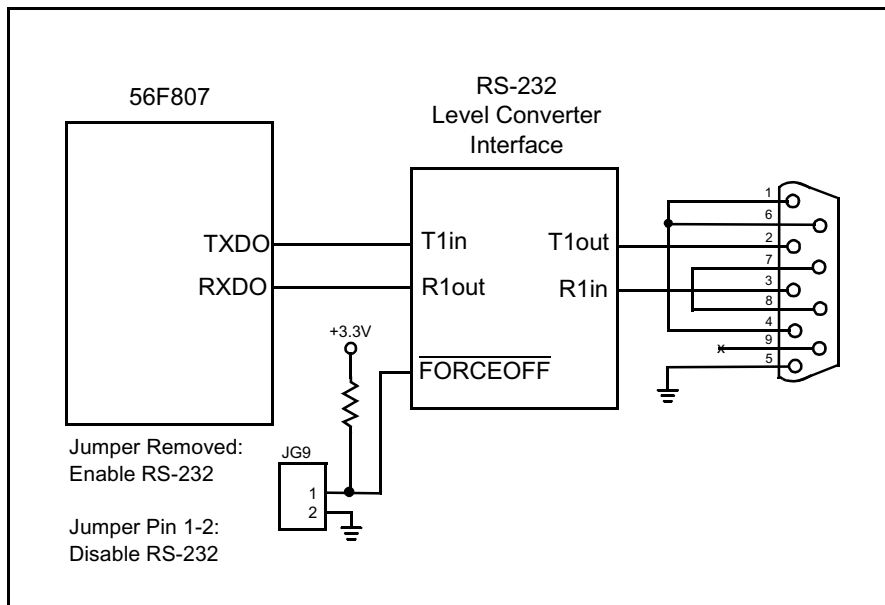 56F807
RS-232
Level Converter
Interface
TXDO
RXDO
T1in
R1out
FORCEOFF
T1out
R1in
1
6
2
7
3
8
4
9
x
5
+3.3V
JG9
1
2
Jumper Removed:
Enable RS-232
Jumper Pin 1-2:
Disable RS-232